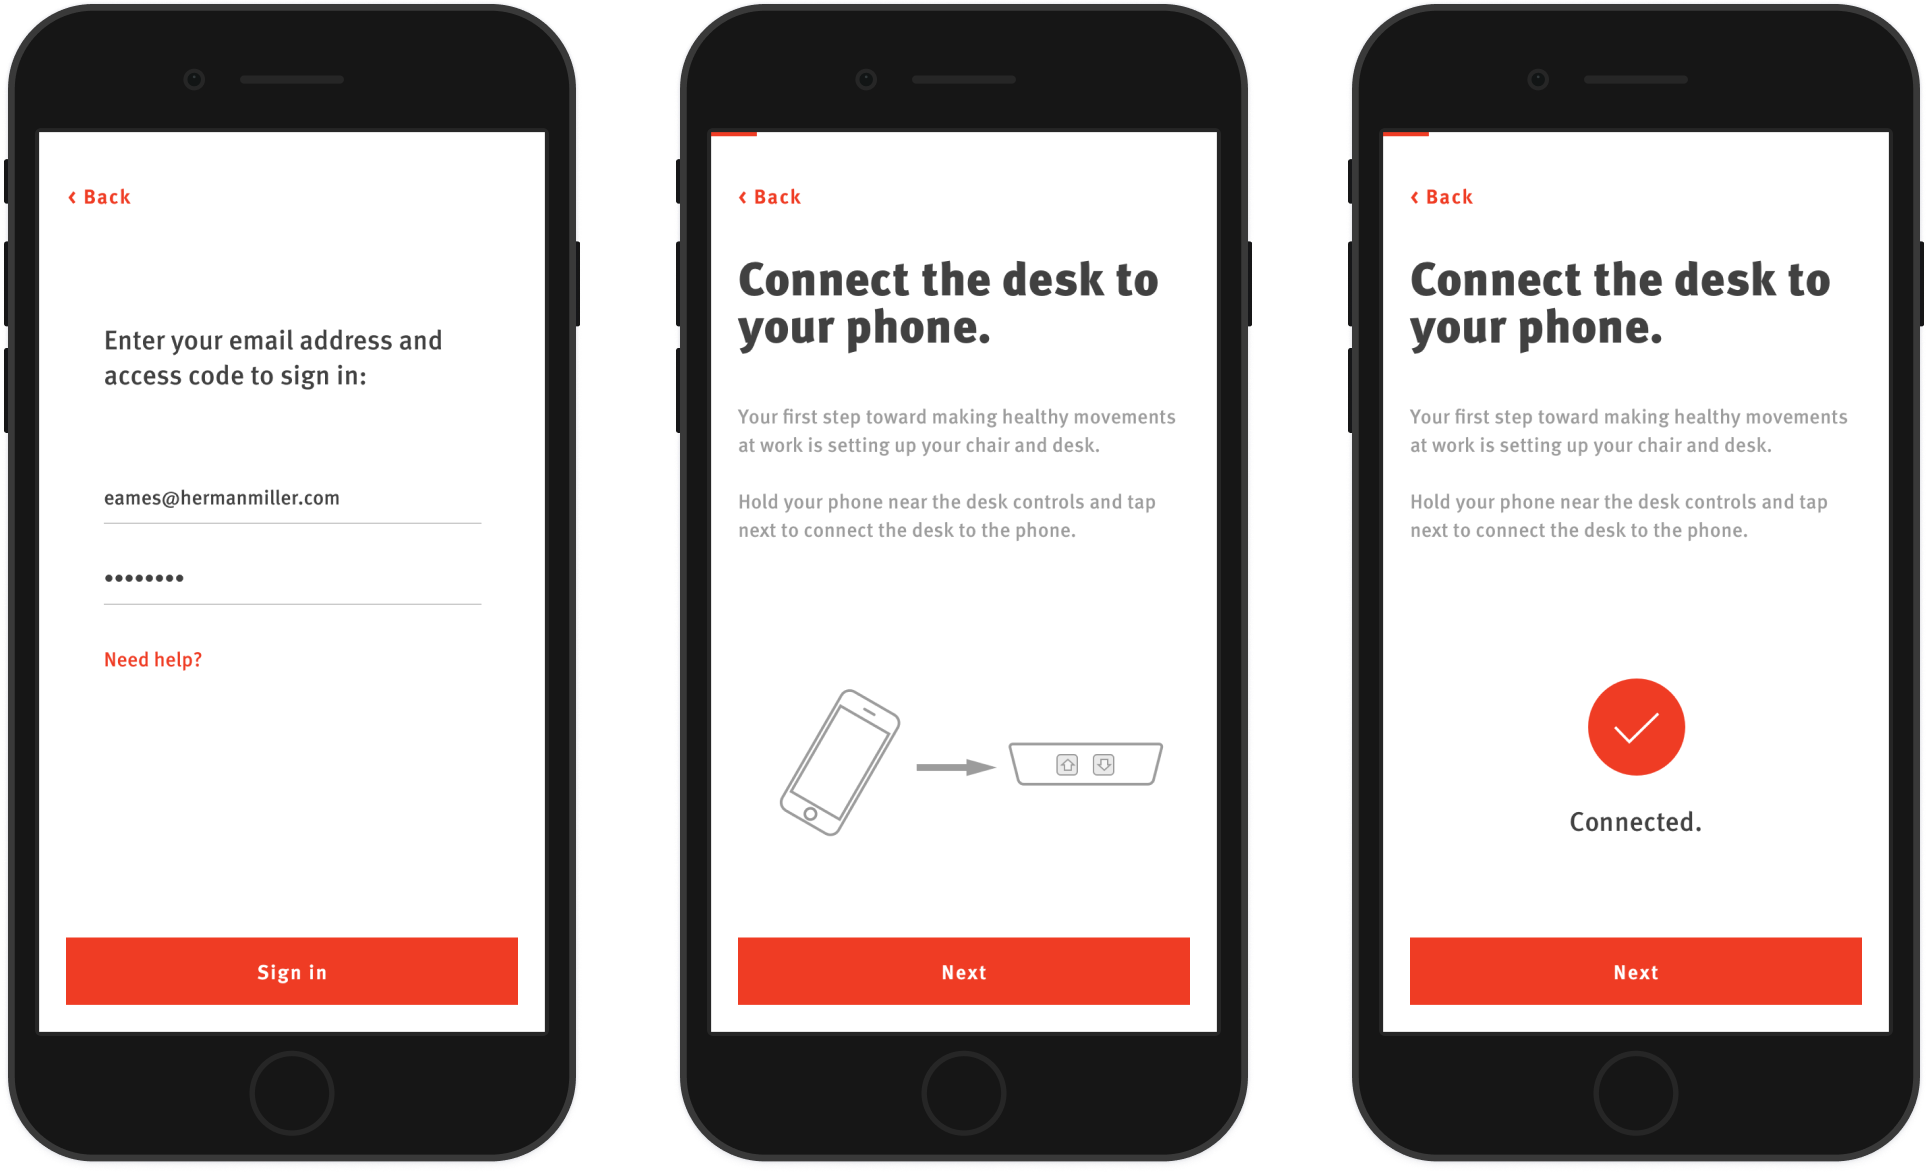 ‹ Back
Enter your email address and
access code to sign in:
eames@hermanmiller.com
••••••••
Need help?
Sign in
‹ Back
Connect the desk to
your phone.
Your first step toward making healthy movements
at work is setting up your chair and desk.
Hold your phone near the desk controls and tap
next to connect the desk to the phone.
Next
‹ Back
Connect the desk to
your phone.
Your first step toward making healthy movements
at work is setting up your chair and desk.
Hold your phone near the desk controls and tap
next to connect the desk to the phone.
Connected.
Next